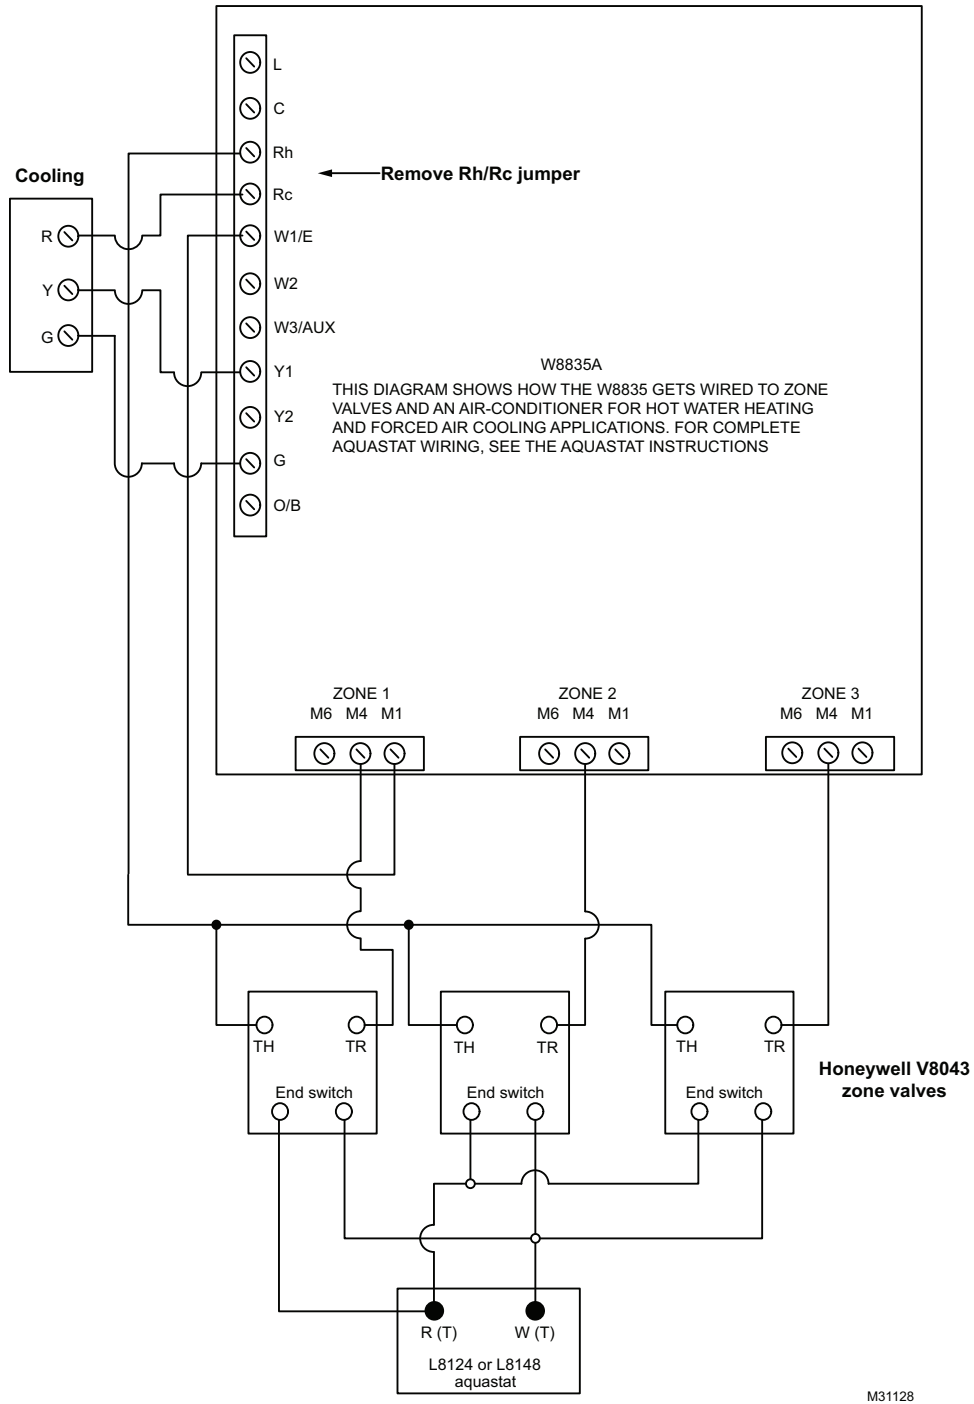 L
C
Rh
Remove Rh/Rc jumper
Cooling
Rc
R
W1/E
Y
W2
G
W3/AUX
Y1
Y2
G
O/B
W8835A
THIS DIAGRAM SHOWS HOW THE W8835 GETS WIRED TO ZONE
VALVES AND AN AIR-CONDITIONER FOR HOT WATER HEATING
AND FORCED AIR COOLING APPLICATIONS. FOR COMPLETE
AQUASTAT WIRING, SEE THE AQUASTAT INSTRUCTIONS
ZONE 1
M6 M4 M1
ZONE 2
M6 M4 M1
ZONE 3
M6 M4 M1
TH TR
End switch
TH TR
End switch
TH TR
End switch
Honeywell V8043
zone valves
R (T) W (T)
L8124 or L8148
aquastat
M31128